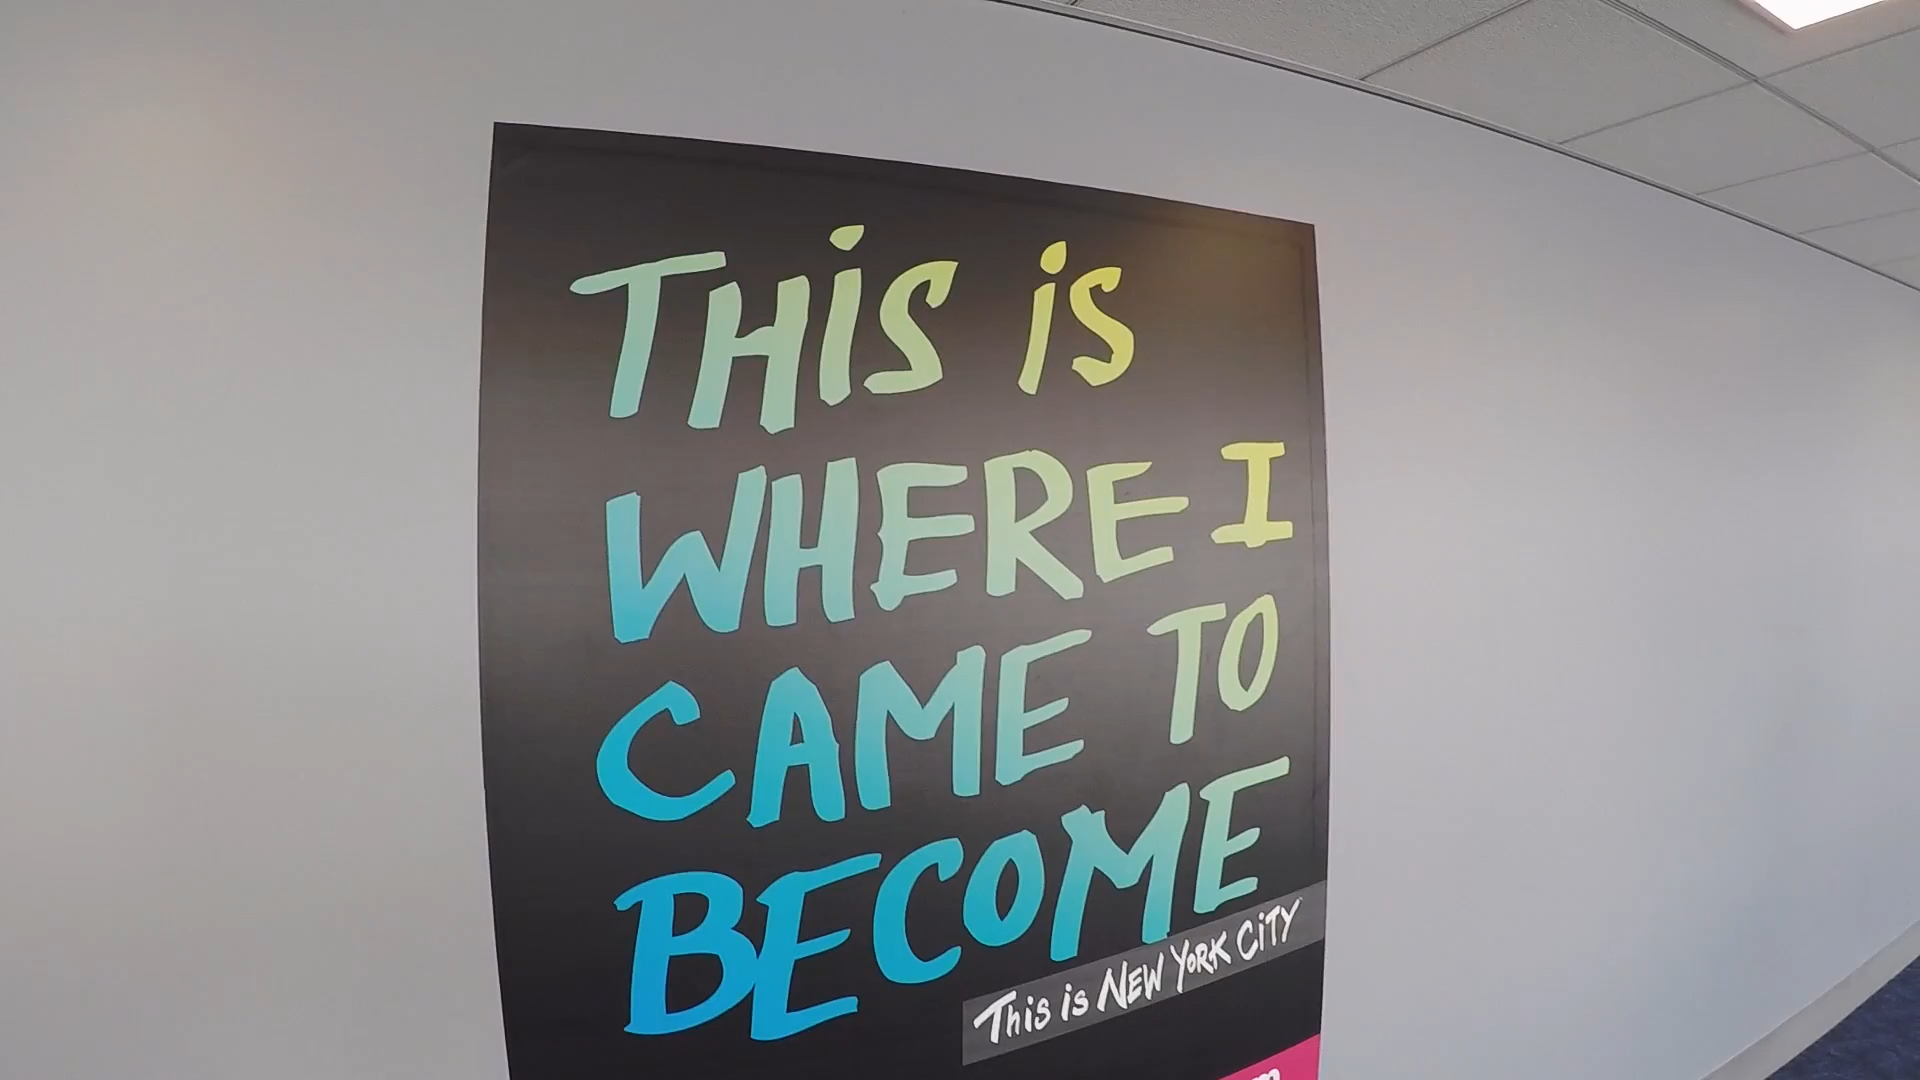 THiS iS
WHERE I
CAME TO
BECOME
This is NEW YORK CiTY